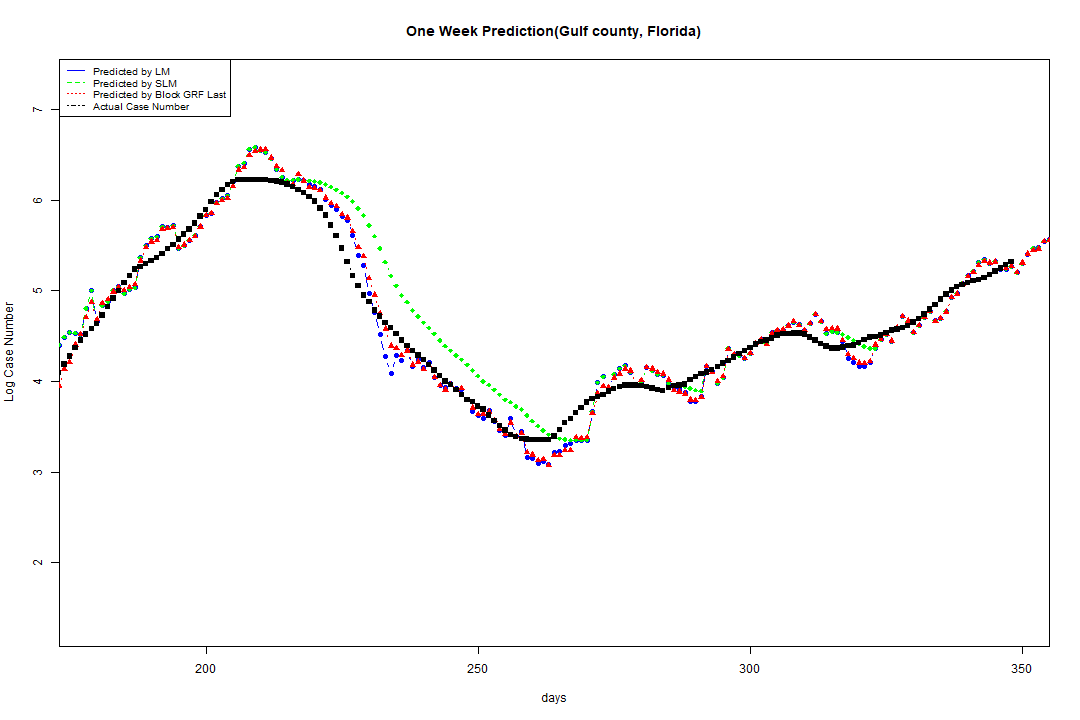 One Week Prediction(Gulf county, Florida)
Predicted by LM
Predicted by SLM
Predicted by Block GRF Last
Actual Case Number
Log Case Number
7
6
5
4
3
2
200 250 300 350
days